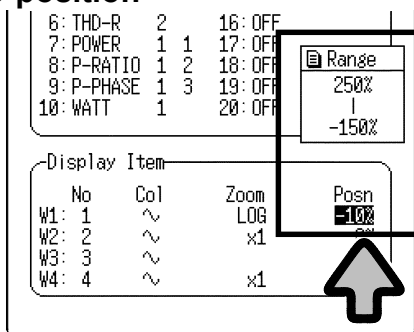 position
6: THD-R 2 16: OFF
7: POWER 1 1 17: OFF
8: P-RATIO 1 2 18: OFF
9: P-PHASE 1 3 19: OFF
10: WATT 1 20: OFF
Range
250%
|
-150%
Display Item
No Col Zoom Posn
W1: 1 ∿ LOG -10%
W2: 2 ∿ x1
W3: 3 ∿
W4: 4 ∿ x1